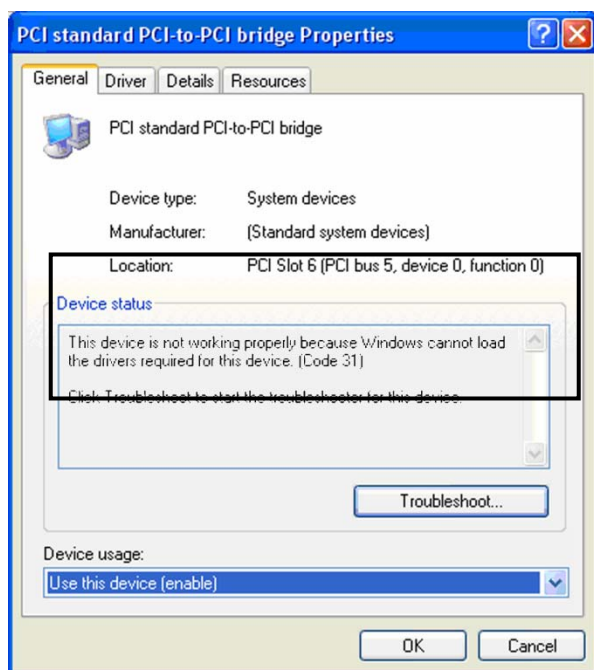 PCI standard PCI-to-PCI bridge Properties
General Driver Details Resources
PCI standard PCI-to-PCI bridge
Device type: System devices
Manufacturer: (Standard system devices)
Location: PCI Slot 6 (PCI bus 5, device 0, function 0)
Device status
This device is not working properly because Windows cannot load
the drivers required for this device. (Code 31)
Click Troubleshoot to start the troubleshooter for this device.
Troubleshoot...
Device usage:
Use this device (enable)
OK Cancel